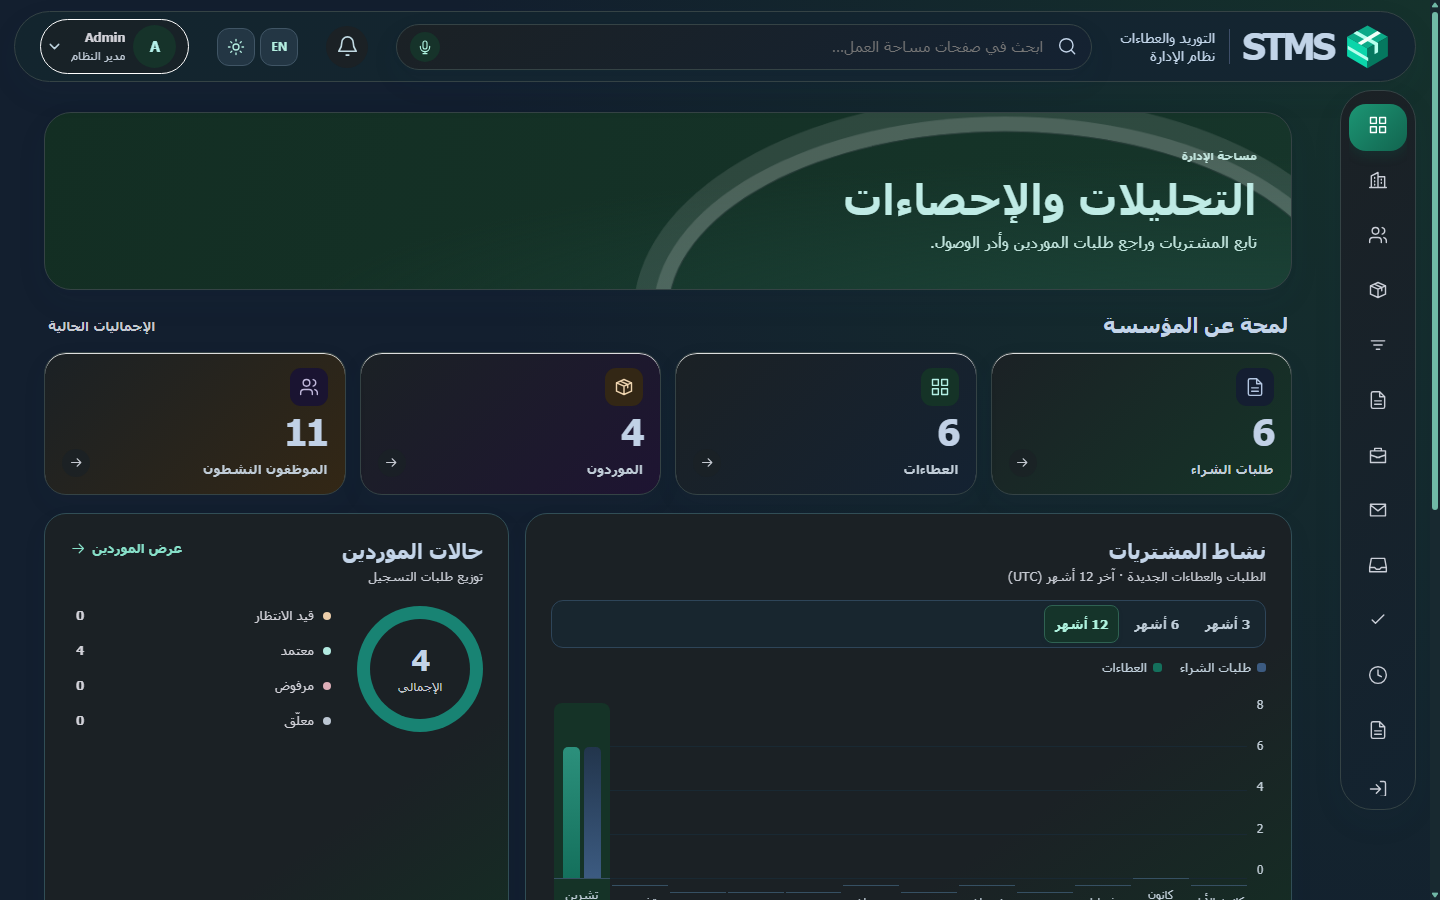 STMS
التوريد والعطاءات
نظام الإدارة
ابحث في صفحات مساحة العمل...
EN
A
Admin
مدير النظام
مساحة الإدارة
التحليلات والإحصاءات
تابع المشتريات وراجع طلبات الموردين وأدر الوصول.
لمحة عن المؤسسة
الإجماليات الحالية
6
طلبات الشراء
6
العطاءات
4
الموردون
11
الموظفون النشطون
نشاط المشتريات
الطلبات والعطاءات الجديدة · آخر 12 أشهر (UTC)
3 أشهر
6 أشهر
12 أشهر
طلبات الشراء
العطاءات
8
6
4
2
0
كانون
تشرين
حالات الموردين
عرض الموردين
توزيع طلبات التسجيل
4
الإجمالي
قيد الانتظار 0
معتمد 4
مرفوض 0
معلّق 0